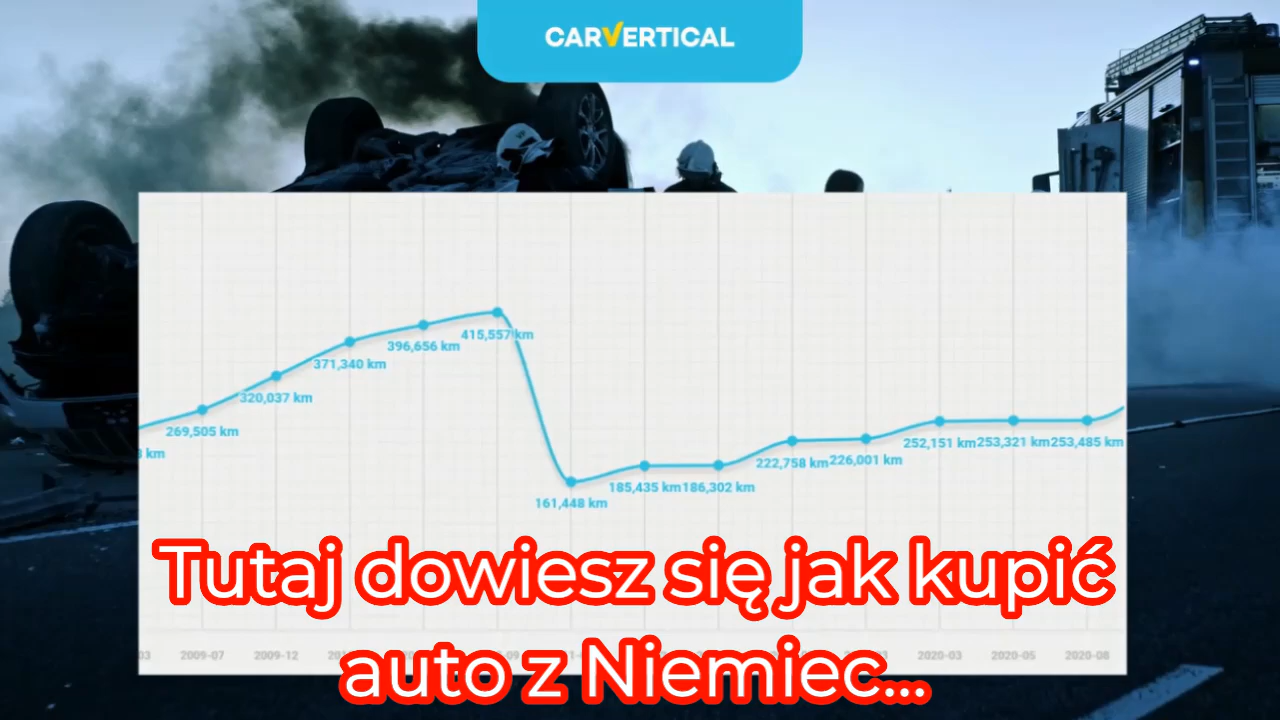 CARVERTICAL
415,557 km
396,656 km
371,340 km
320,037 km
269,505 km
km
252,151 km 253,321 km 253,485 km
222,758 km 226,001 km
185,435 km 186,302 km
161,448 km
Tutaj dowiesz się jak kupić
2009-07 2009-12 2020-03 2020-05 2020-08
auto z Niemiec...